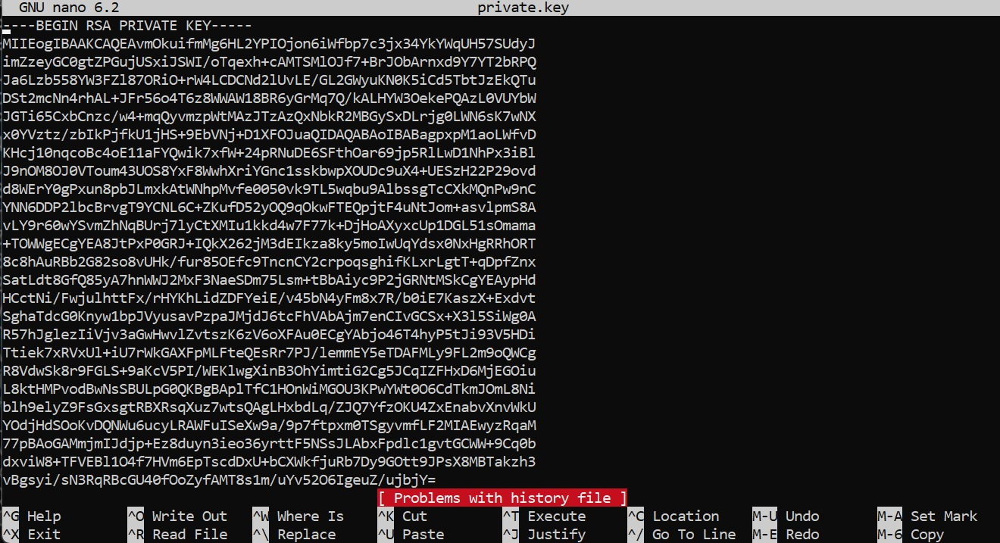 GNU nano 6.2 private.key
-----BEGIN RSA PRIVATE KEY-----
MIIEogIBAAKCAQEAvmOkuifmMg6HL2YPIOjon6iWfbp7c3jx34YkYWqUH57SUdyJ
imZzeyGC0gtZPGujUSxiJSWI/oTqexh+cAMTSMlOJf7+BrJObArnxd9Y7YT2bRPQ
Ja6Lzb558YW3FZl87ORiO+rW4LCDCNd2lUvLE/GL2GWyuKN0K5iCd5TbtJzEkQTu
DSt2mcNn4rhAL+JFr56o4T6z8WWAW18BR6yGrMq7Q/kALHYW3OekePQAzL0VUYbW
JGTi65CxbCnzc/w4+mqQyvmzpWtMAzJTzAzQxNbkR2MBGySxDLrjg0LWN6sK7wNX
x0YVztz/zbIkPjfkU1jHS+9EbVNj+D1XFOJuaQIDAQABAoIBABagpxpM1aoLWfvD
KHcj10nqcoBc4oE11aFYQwik7xfW+24pRNuDE6SFthOar69jp5RlLwD1NhPx3iBl
J9nOM8OJ0VToum43UOS8YxF8WwhXriYGnc1sskbwpXOUDc9uX4+UESzH22P29ovd
d8WErY0gPxun8pbJLmxkAtWNhpMvfe0050vk9TL5wqbu9AlbssgTcCXkMQnPw9nC
YNN6DDP2lbcBrvgT9YCNL6C+ZKufD52yOQ9qOkwFTEQpjtF4uNtJom+asvlpmS8A
vLY9r60wYSvmZhNqBUrj7lyCtXMIu1kkd4w7F77k+DjHoAXyxcUp1DGL51sOmama
+TOWWgECgYEA8JtPxP0GRJ+IQkX262jM3dEIkza8ky5moIwUqYdsx0NxHgRRhORT
8c8hAuRBb2G82so8vUHk/fur85OEfc9TncnCY2crpoqsghifKLxrLgtT+qDpfZnx
SatLdt8GfQ85yA7hnWWJ2MxF3NaeSDm75Lsm+tBbAiyc9P2jGRNtMSkCgYEAypHd
HCctNi/FwjulhttFx/rHYKhLidZDFYeiE/v45bN4yFm8x7R/b0iE7KaszX+Exdvt
SghaTdcG0Knyw1bpJVyusavPzpaJMjdJ6tcFhVAbAjm7enCIvGCSx+X3l5SiWg0A
R57hJglezIiVjv3aGwHwvlZvtszK6zV6oXFAu0ECgYAbjo46T4hyP5tJi93V5HDi
Ttiek7xRVxUl+iU7rWkGAXFpMLFteQEsRr7PJ/lemmEY5eTDAFMLy9FL2m9oQWCg
R8VdwSk8r9FGLS+9aKcV5PI/WEKlwgXinB3OhYimtiG2Cg5JCqIZFHxD6MjEGOiu
L8ktHMPvodBwNsSBULpG0QKBgBAplTfC1HOnWiMGOU3KPwYWt0O6CdTkmJOmL8Ni
blh9elyZ9FsGxsgtRBXRsqXuz7wtsQAgLHxbdLq/ZJQ7YfzOKU4ZxEnabvXnvWkU
YOdjHdSOoKvDQNWu6ucyLRAWFuISeXw9a/9p7ftpxm0TSgyvmfLF2MIAEwyzRqaM
77pBAoGAMmjmIJdjp+Ez8duyn3ieo36yrttF5NSsJLAbxFpdlc1gvtGCWW+9Cq0b
dxviW8+TFVEBl1O4f7HVm6EpTscdDxU+bCXWkfjuRb7Dy9GOtt9JPsX8MBTakzh3
vBgsyi/sN3RqRBcGU40fOoZyfAMT8s1m/uYv52O6IgeuZ/ujbjY=
[ Problems with history file ]
^G Help ^O Write Out ^W Where Is ^K Cut ^T Execute ^C Location M-U Undo M-A Set Mark
^X Exit ^R Read File ^\ Replace ^U Paste ^J Justify ^/ Go To Line M-E Redo M-6 Copy